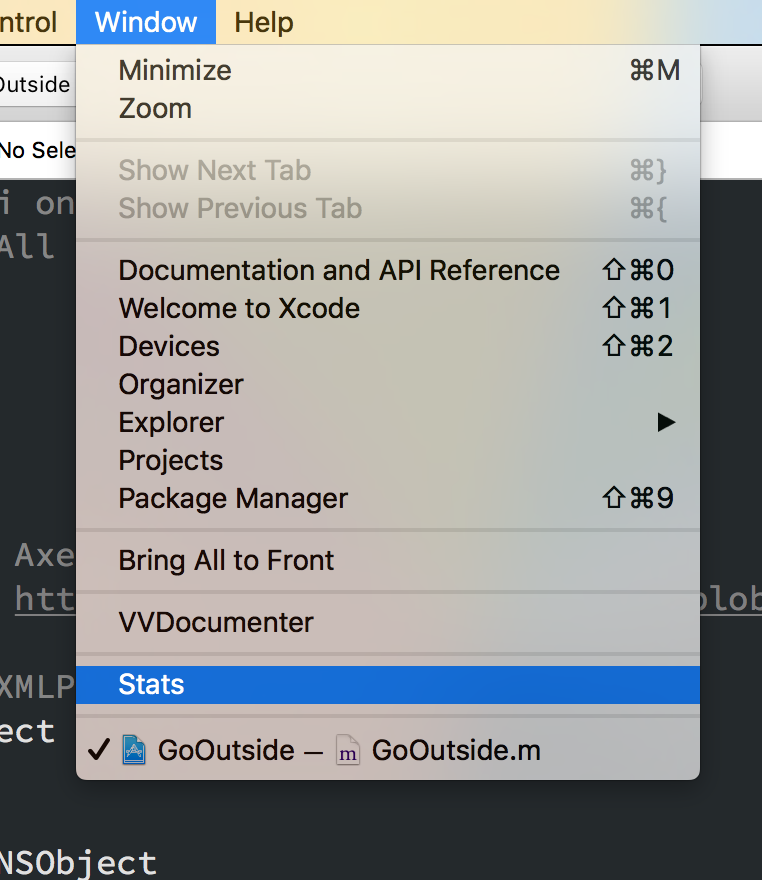 ntrol Window Help
Minimize ⌘M
Outside
Zoom
No Sele
Show Next Tab ⌘}
i on
Show Previous Tab ⌘{
All
Documentation and API Reference ⇧⌘0
Welcome to Xcode ⇧⌘1
Devices ⇧⌘2
Organizer
Explorer ▶
Projects
Package Manager ⇧⌘9
Axe
Bring All to Front
htt
blob
VVDocumenter
XMLP
Stats
ect
✓ GoOutside — m GoOutside.m
NSObject